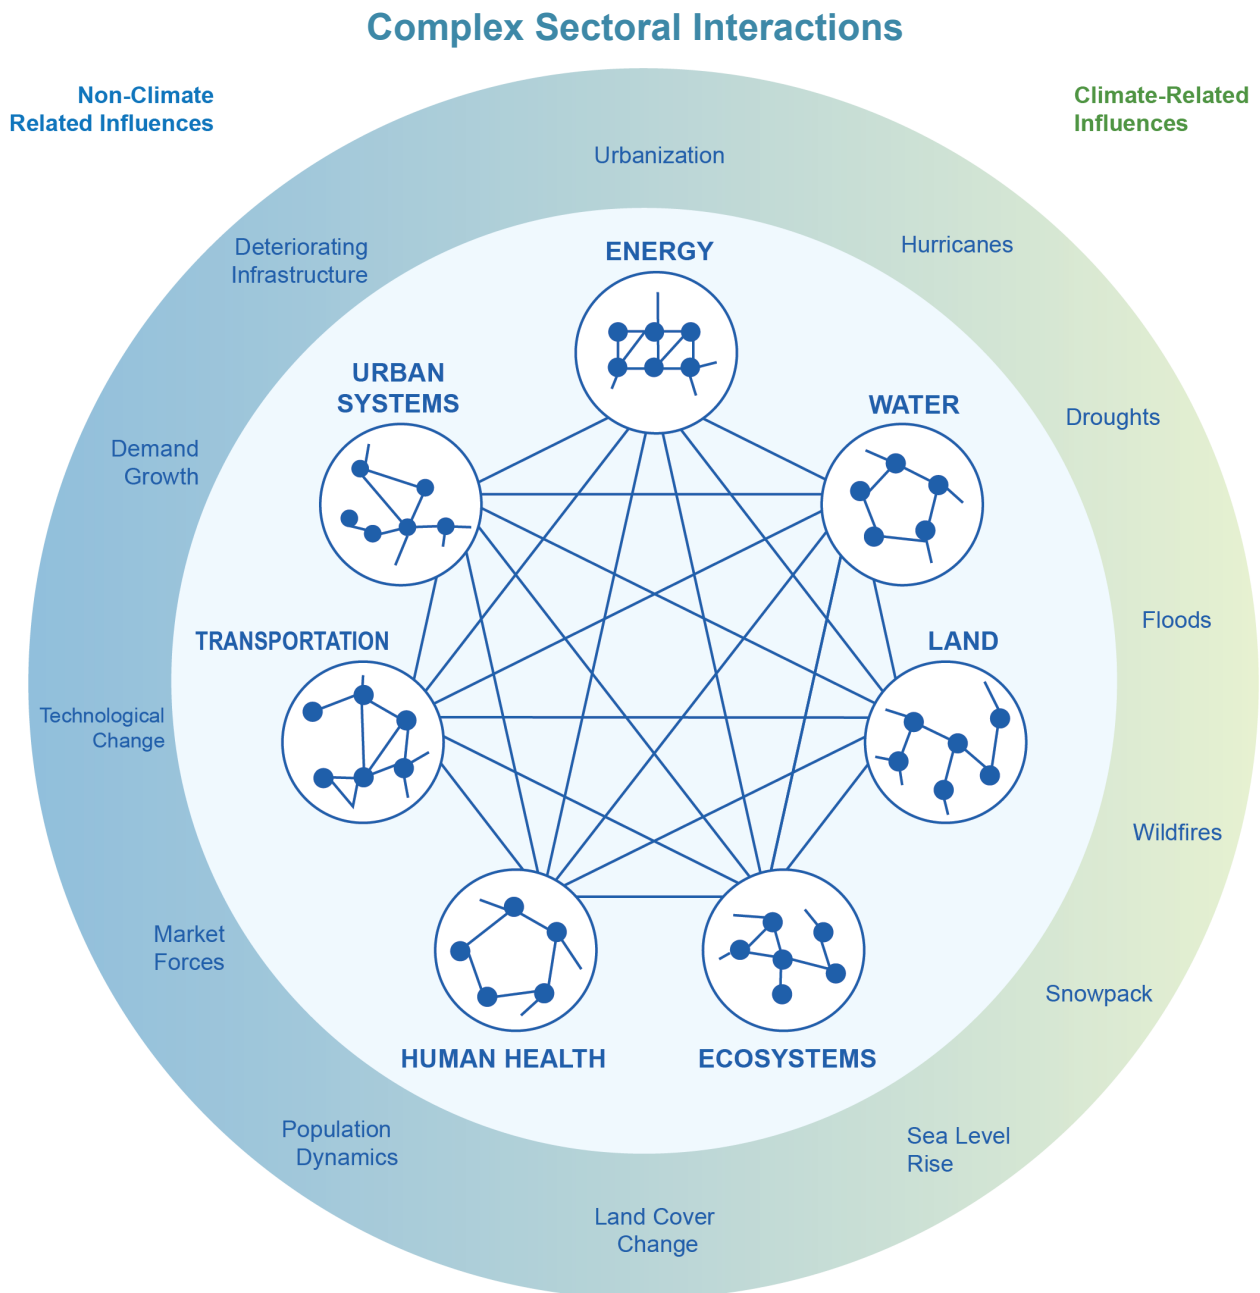 Complex Sectoral Interactions
Non-Climate
Related Influences
Climate-Related
Influences
Urbanization
Deteriorating
Infrastructure
Hurricanes
ENERGY
URBAN
SYSTEMS
WATER
Demand
Growth
Droughts
TRANSPORTATION
LAND
Floods
Technological
Change
Wildfires
Market
Forces
Snowpack
HUMAN HEALTH
ECOSYSTEMS
Population
Dynamics
Sea Level
Rise
Land Cover
Change